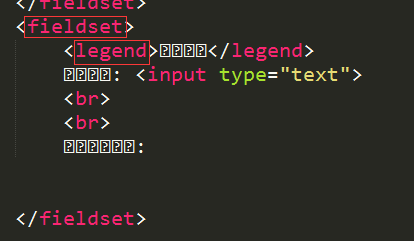 </fieldset>
<fieldset>
<legend></legend>
: <input type="text">
<br>
<br>
:
</fieldset>